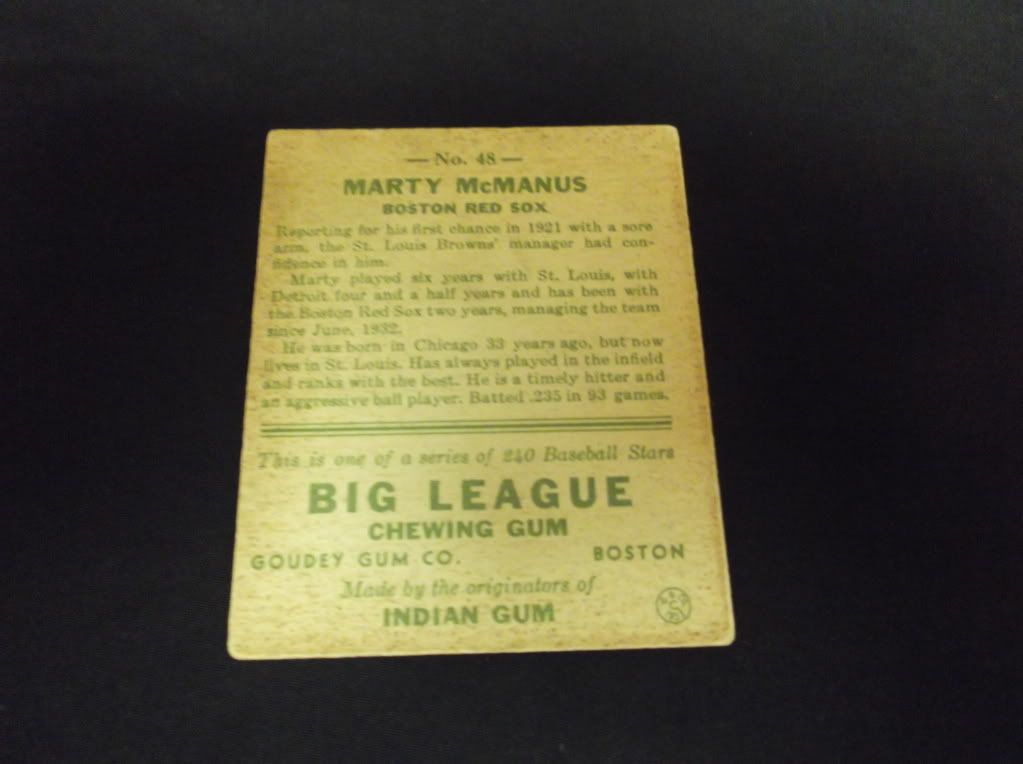 — No. 48 —
MARTY McMANUS
BOSTON RED SOX
Reporting for his first chance in 1921 with a sore
arm, the St. Louis Browns' manager had con-
fidence in him.
Marty played six years with St. Louis, with
Detroit four and a half years and has been with
the Boston Red Sox two years, managing the team
since June, 1932.
He was born in Chicago 33 years ago, but now
lives in St. Louis. Has always played in the infield
and ranks with the best. He is a timely hitter and
an aggressive ball player. Batted .235 in 93 games.
This is one of a series of 240 Baseball Stars
BIG LEAGUE
CHEWING GUM
GOUDEY GUM CO. BOSTON
Made by the originators of
INDIAN GUM